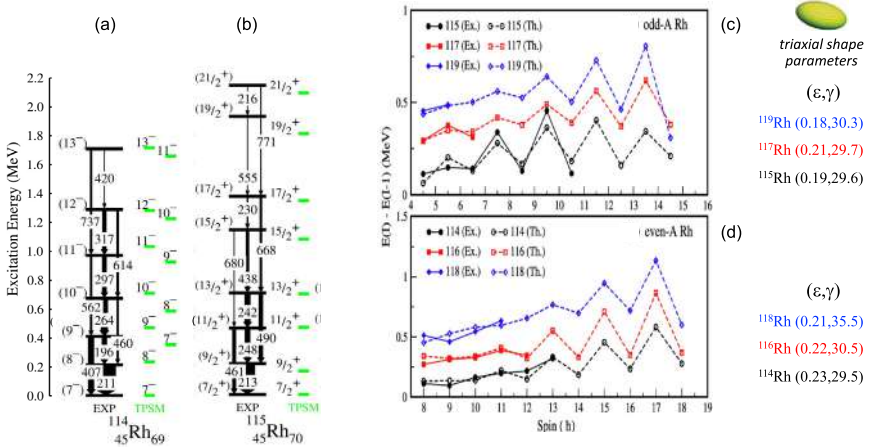 (a)
(b)
Excitation Energy (MeV)
2.2
2.0
1.8
1.6
1.4
1.2
1.0
0.8
0.6
0.4
0.2
0.0
(13⁻) 13⁻ 11⁻
420
(12⁻) 12⁻ 10⁻
737 317
(11⁻) 11⁻ 9⁻
297 614
(10⁻) 10⁻ 8⁻
562 264
(9⁻) 9⁻ 7⁻
196 460
(8⁻) 8⁻
407 211
(7⁻) 7⁻
EXP TPSM
¹¹⁴₄₅Rh₆₉
(21/2⁺) 21/2⁺
216
(19/2⁺) 19/2⁺
771
555
(17/2⁺) 17/2⁺
230
(15/2⁺) 15/2⁺
680 668
438
(13/2⁺) 13/2⁺
242
(11/2⁺) 11/2⁺
248 490
(9/2⁺) 9/2⁺
461 213
(7/2⁺) 7/2⁺
EXP TPSM
¹¹⁵₄₅Rh₇₀
E(I) - E(I-1) (MeV)
(c)
115 (Ex.) 115 (Th.) odd-A Rh
117 (Ex.) 117 (Th.)
119 (Ex.) 119 (Th.)
1
0.5
0
4 5 6 7 8 9 10 11 12 13 14 15 16
(d)
114 (Ex.) 114 (Th.) even-A Rh
116 (Ex.) 116 (Th.)
118 (Ex.) 118 (Th.)
1.5
1
0.5
0
8 9 10 11 12 13 14 15 16 17 18 19
Spin (ħ)
triaxial shape
parameters
(ε,γ)
¹¹⁹Rh (0.18,30.3)
¹¹⁷Rh (0.21,29.7)
¹¹⁵Rh (0.19,29.6)
(ε,γ)
¹¹⁸Rh (0.21,35.5)
¹¹⁶Rh (0.22,30.5)
¹¹⁴Rh (0.23,29.5)